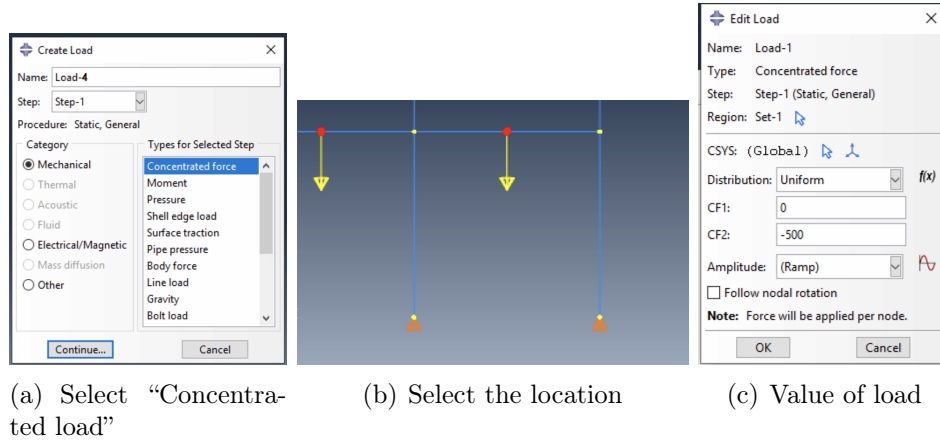 Create Load
Name: Load-4
Step: Step-1
Procedure: Static, General
Category
Mechanical
Thermal
Acoustic
Fluid
Electrical/Magnetic
Mass diffusion
Other
Types for Selected Step
Concentrated force
Moment
Pressure
Shell edge load
Surface traction
Pipe pressure
Body force
Line load
Gravity
Bolt load
Continue...
Cancel
(a) Select “Concentra-
ted load”
(b) Select the location
Edit Load
Name: Load-1
Type: Concentrated force
Step: Step-1 (Static, General)
Region: Set-1
CSYS: (Global)
Distribution: Uniform f(x)
CF1: 0
CF2: -500
Amplitude: (Ramp)
Follow nodal rotation
Note: Force will be applied per node.
OK
Cancel
(c) Value of load